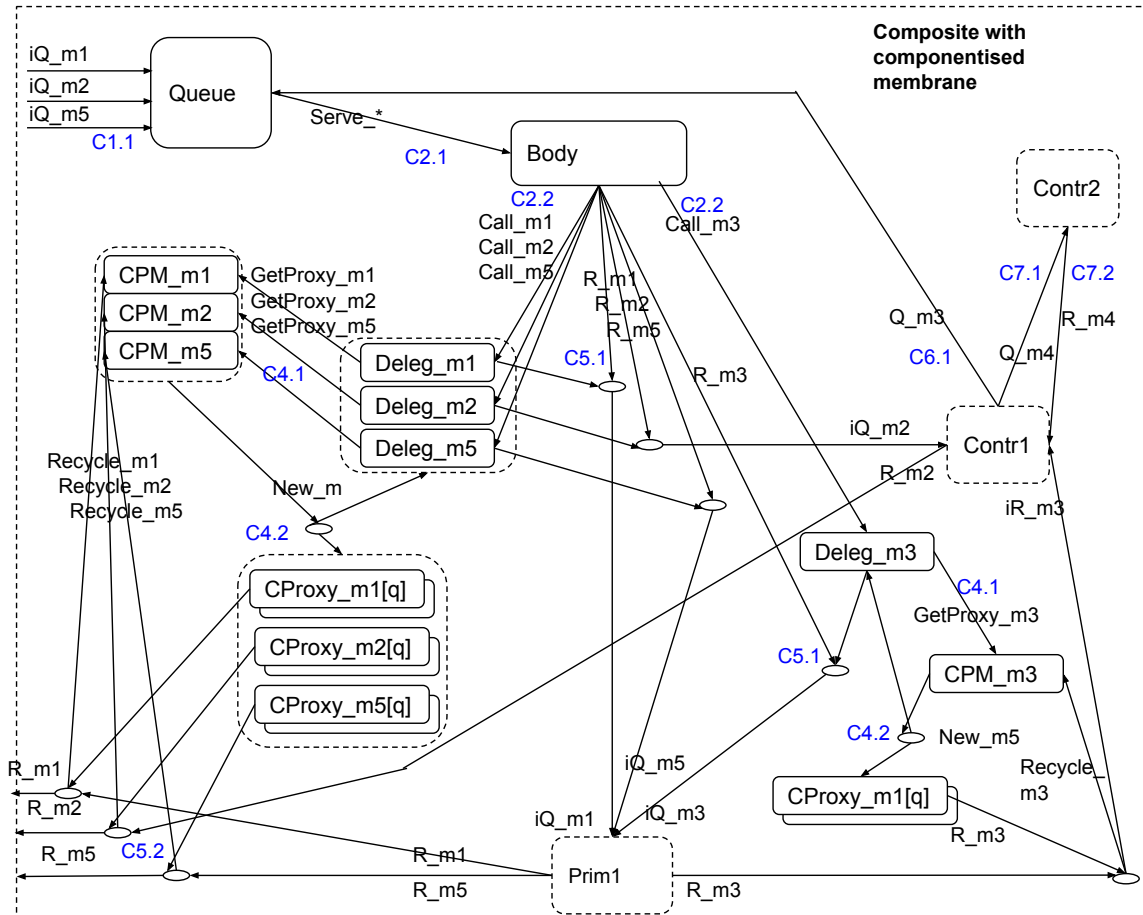 Composite with
componentised
membrane
iQ_m1
iQ_m2
iQ_m5
C1.1
Queue
Serve_*
C2.1
Body
C2.2
Call_m1
Call_m2
Call_m5
C2.2
Call_m3
Contr2
C7.1
C7.2
R_m4
Q_m4
Q_m3
C6.1
CPM_m1
CPM_m2
CPM_m5
GetProxy_m1
GetProxy_m2
GetProxy_m5
C4.1
R_m1
R_m2
R_m5
C5.1
R_m3
Deleg_m1
Deleg_m2
Deleg_m5
iQ_m2
Contr1
R_m2
iR_m3
Recycle_m1
Recycle_m2
Recycle_m5
New_m
C4.2
Deleg_m3
C4.1
GetProxy_m3
CProxy_m1[q]
CProxy_m2[q]
CProxy_m5[q]
C5.1
CPM_m3
C4.2
New_m5
Recycle_
m3
CProxy_m1[q]
R_m3
iQ_m5
iQ_m1
iQ_m3
R_m1
R_m2
R_m5
C5.2
R_m1
R_m5
Prim1
R_m3